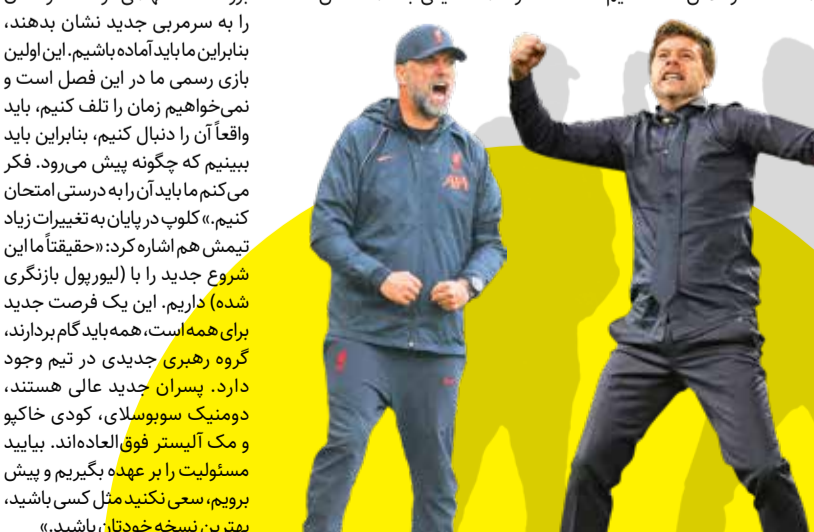 را به سرمربی جدید نشان بدهند،
بنابراین ما باید آماده باشیم. این اولین
بازی رسمی ما در این فصل است و
نمی‌خواهیم زمان را تلف کنیم، باید
واقعاً آن را دنبال کنیم، بنابراین باید
ببینیم که چگونه پیش می‌رود. فکر
می‌کنم ما باید آن را به درستی امتحان
کنیم.» کلوپ در پایان به تغییرات زیاد
تیمش هم اشاره کرد: «حقیقتاً ما این
شروع جدید را با (لیورپول بازنگری
شده) داریم. این یک فرصت جدید
برای همه است، همه باید گام بردارند،
گروه رهبری جدیدی در تیم وجود
دارد. پسران جدید عالی هستند،
دومنیک سوبوسلای، کودی خاکپو
و مک آلیستر فوق‌العاده‌اند. بیایید
مسئولیت را بر عهده بگیریم و پیش
برویم، سعی نکنید مثل کسی باشید،
بهترین نسخه خودتان باشید.»
AXA